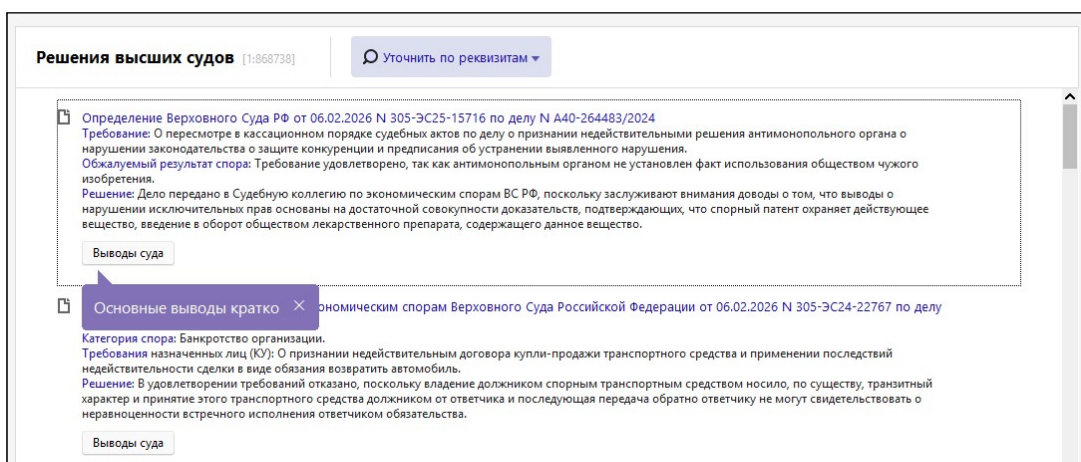 Решения высших судов [1:868738] Уточнить по реквизитам
Определение Верховного Суда РФ от 06.02.2026 N 305-ЭС25-15716 по делу N А40-264483/2024
Требование: О пересмотре в кассационном порядке судебных актов по делу о признании недействительными решения антимонопольного органа о
нарушении законодательства о защите конкуренции и предписания об устранении выявленного нарушения.
Обжалуемый результат спора: Требование удовлетворено, так как антимонопольным органом не установлен факт использования обществом чужого
изобретения.
Решение: Дело передано в Судебную коллегию по экономическим спорам ВС РФ, поскольку заслуживают внимания доводы о том, что выводы о
нарушении исключительных прав основаны на достаточной совокупности доказательств, подтверждающих, что спорный патент охраняет действующее
вещество, введение в оборот обществом лекарственного препарата, содержащего данное вещество.
Выводы суда
Основные выводы кратко ×
ономическим спорам Верховного Суда Российской Федерации от 06.02.2026 N 305-ЭС24-22767 по делу
Категория спора: Банкротство организации.
Требования назначенных лиц (КУ): О признании недействительным договора купли-продажи транспортного средства и применении последствий
недействительности сделки в виде обязания возвратить автомобиль.
Решение: В удовлетворении требований отказано, поскольку владение должником спорным транспортным средством носило, по существу, транзитный
характер и принятие этого транспортного средства должником от ответчика и последующая передача обратно ответчику не могут свидетельствовать о
неравноценности встречного исполнения ответчиком обязательства.
Выводы суда